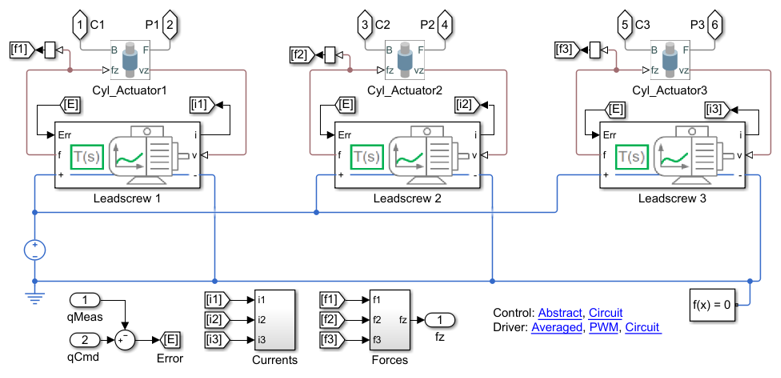 1 C1 P1 2
3 C2 P2 4
5 C3 P3 6
[f1] B F
fz vz
[f2] B F
fz vz
[f3] B F
fz vz
Cyl_Actuator1
Cyl_Actuator2
Cyl_Actuator3
[E] [i1]
[E] [i2]
[E] [i3]
Err i
f T(s) v
+ -
Err i
f T(s) v
+ -
Err i
f T(s) v
+ -
Leadscrew 1
Leadscrew 2
Leadscrew 3
+
-
1
qMeas
2
qCmd
+ -
[E]
Error
[i1] i1
[i2] i2
[i3] i3
Currents
[f1] f1
[f2] f2 fz
[f3] f3
Forces
1
fz
Control: Abstract, Circuit
Driver: Averaged, PWM, Circuit
f(x) = 0